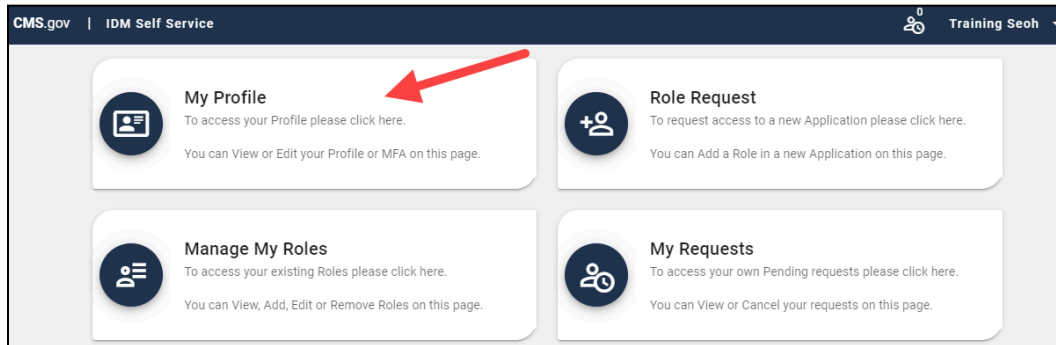 CMS.gov | IDM Self Service
0
Training Seoh
My Profile
To access your Profile please click here.
You can View or Edit your Profile or MFA on this page.
Role Request
To request access to a new Application please click here.
You can Add a Role in a new Application on this page.
Manage My Roles
To access your existing Roles please click here.
You can View, Add, Edit or Remove Roles on this page.
My Requests
To access your own Pending requests please click here.
You can View or Cancel your requests on this page.